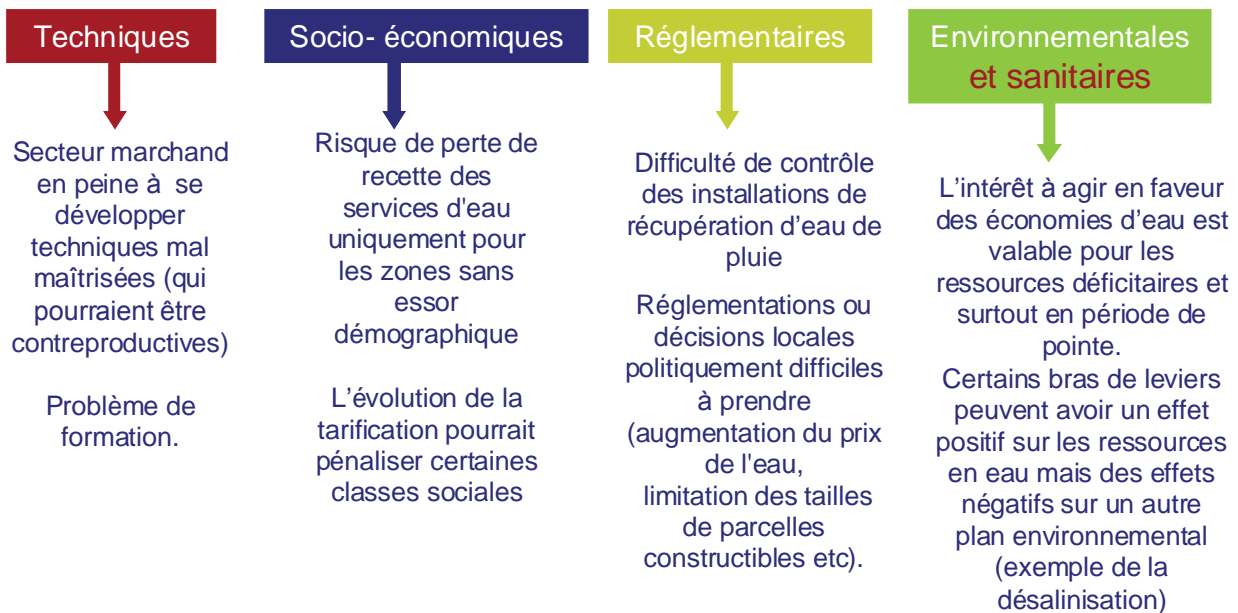 Techniques
Secteur marchand
en peine à se
développer
techniques mal
maîtrisées (qui
pourraient être
contreproductives)
Problème de
formation.
Socio- économiques
Risque de perte de
recette des
services d'eau
uniquement pour
les zones sans
essor
démographique
L'évolution de la
tarification pourrait
pénaliser certaines
classes sociales
Réglementaires
Difficulté de contrôle
des installations de
récupération d'eau de
pluie
Réglementations ou
décisions locales
politiquement difficiles
à prendre
(augmentation du prix
de l'eau,
limitation des tailles
de parcelles
constructibles etc).
Environnementales
et sanitaires
L'intérêt à agir en faveur
des économies d'eau est
valable pour les
ressources déficitaires et
surtout en période de
pointe.
Certains bras de leviers
peuvent avoir un effet
positif sur les ressources
en eau mais des effets
négatifs sur un autre
plan environnemental
(exemple de la
désalinisation)